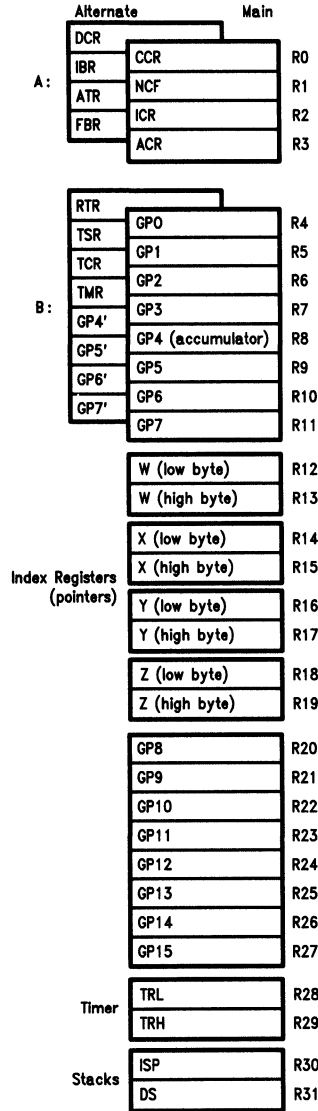 Alternate Main
DCR
CCR R0
IBR
NCF R1
A:
ATR
ICR R2
FBR
ACR R3
RTR
GP0 R4
TSR
GP1 R5
TCR
GP2 R6
TMR
GP3 R7
B:
GP4'
GP4 (accumulator) R8
GP5'
GP5 R9
GP6'
GP6 R10
GP7'
GP7 R11
W (low byte) R12
W (high byte) R13
X (low byte) R14
X (high byte) R15
Index Registers
(pointers)
Y (low byte) R16
Y (high byte) R17
Z (low byte) R18
Z (high byte) R19
GP8 R20
GP9 R21
GP10 R22
GP11 R23
GP12 R24
GP13 R25
GP14 R26
GP15 R27
Timer
TRL R28
TRH R29
Stacks
ISP R30
DS R31